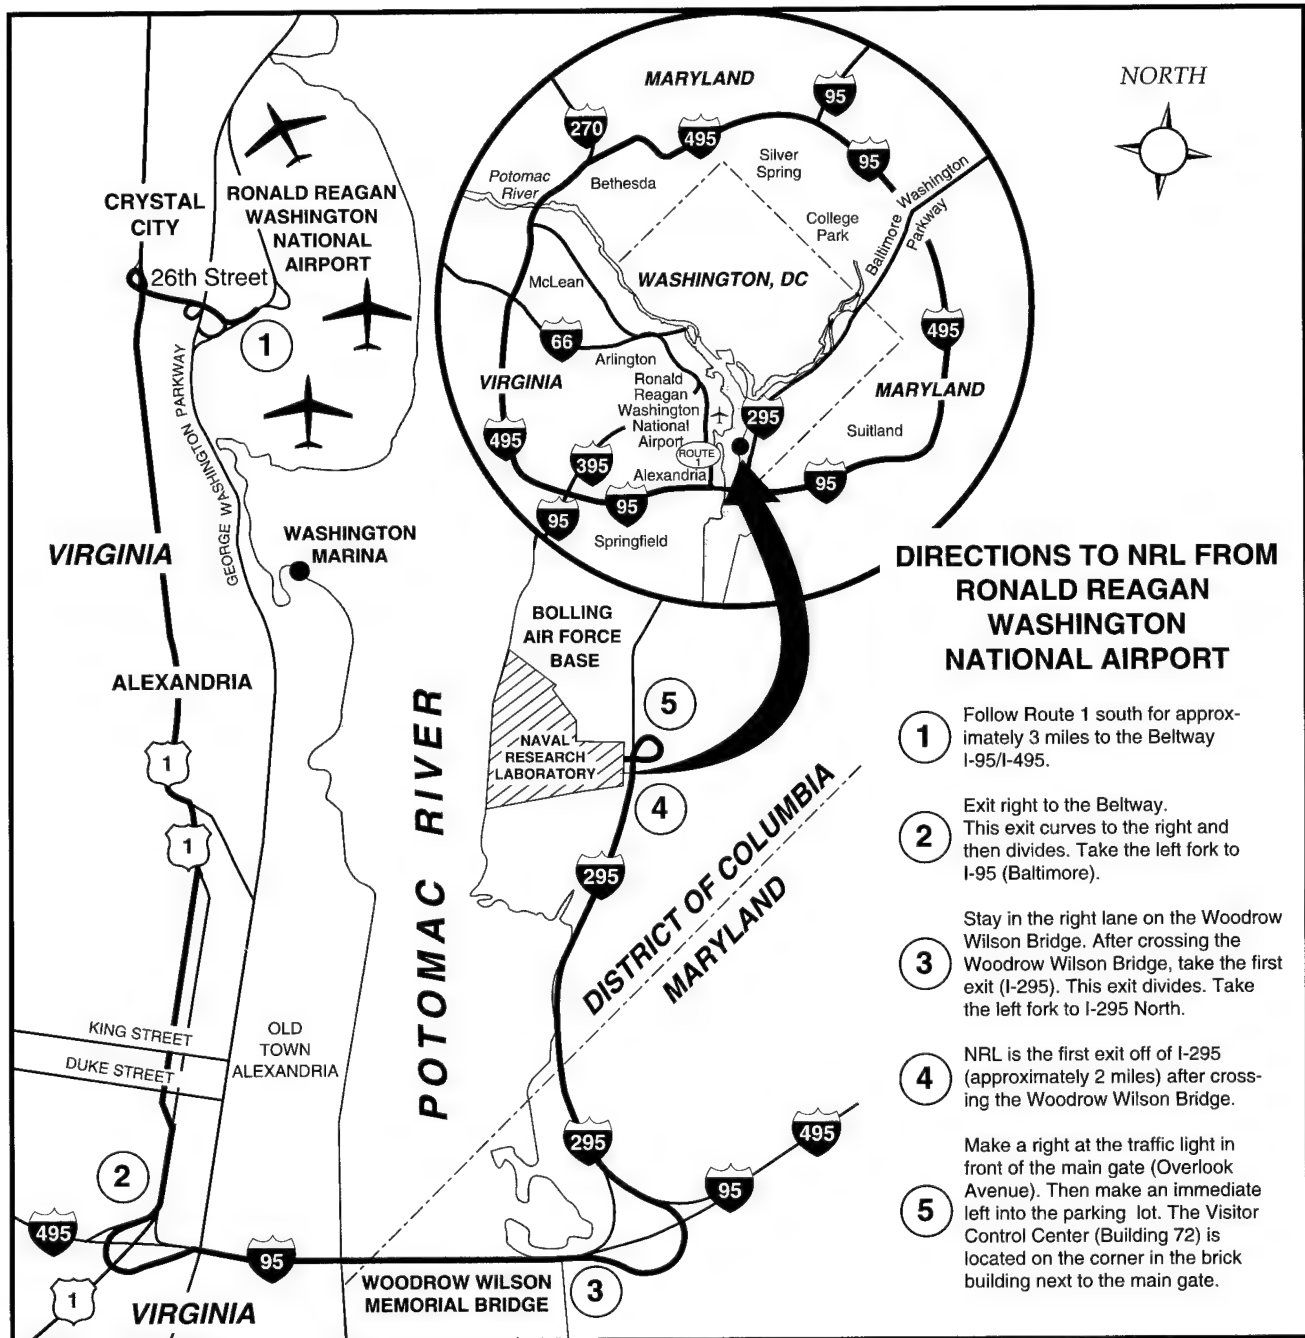 NORTH
MARYLAND
95
270
495
95
Silver
Spring
Potomac
River
Bethesda
Baltimore Washington
Parkway
College
Park
WASHINGTON, DC
McLean
66
495
Arlington
VIRGINIA
Ronald
Reagan
Washington
National
Airport
MARYLAND
295
Suitland
495
395
ROUTE
1
Alexandria
95
95
95
Springfield
CRYSTAL
CITY
RONALD REAGAN
WASHINGTON
NATIONAL
AIRPORT
26th Street
1
GEORGE WASHINGTON PARKWAY
WASHINGTON
MARINA
VIRGINIA
ALEXANDRIA
1
1
BOLLING
AIR FORCE
BASE
5
NAVAL
RESEARCH
LABORATORY
4
POTOMAC RIVER
295
DISTRICT OF COLUMBIA
MARYLAND
KING STREET
DUKE STREET
OLD
TOWN
ALEXANDRIA
2
495
1
VIRGINIA
95
WOODROW WILSON
MEMORIAL BRIDGE
3
295
95
495
DIRECTIONS TO NRL FROM
RONALD REAGAN
WASHINGTON
NATIONAL AIRPORT
1
Follow Route 1 south for approx-
imately 3 miles to the Beltway
I-95/I-495.
2
Exit right to the Beltway.
This exit curves to the right and
then divides. Take the left fork to
I-95 (Baltimore).
3
Stay in the right lane on the Woodrow
Wilson Bridge. After crossing the
Woodrow Wilson Bridge, take the first
exit (I-295). This exit divides. Take
the left fork to I-295 North.
4
NRL is the first exit off of I-295
(approximately 2 miles) after cross-
ing the Woodrow Wilson Bridge.
5
Make a right at the traffic light in
front of the main gate (Overlook
Avenue). Then make an immediate
left into the parking lot. The Visitor
Control Center (Building 72) is
located on the corner in the brick
building next to the main gate.